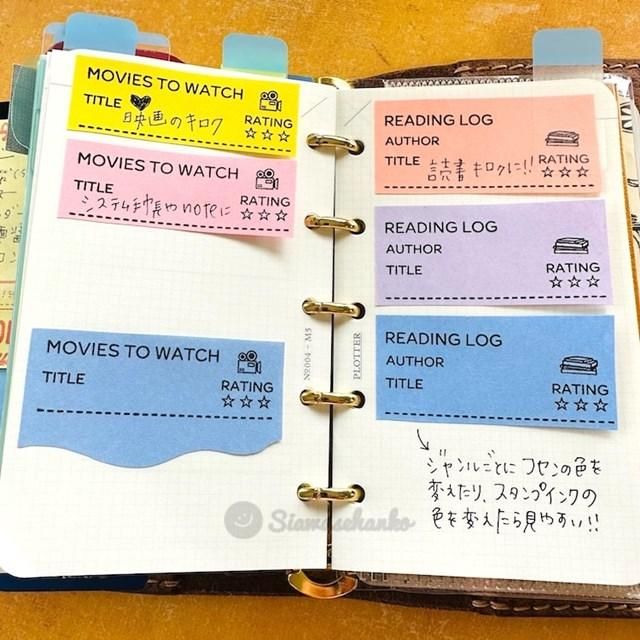 MOVIES TO WATCH
TITLE
映画のキロク
RATING
MOVIES TO WATCH
TITLE
システム手帳やnoteに
RATING
MOVIES TO WATCH
TITLE
RATING
READING LOG
AUTHOR
TITLE 読書キロクに!!
RATING
READING LOG
AUTHOR
TITLE
RATING
READING LOG
AUTHOR
TITLE
RATING
ジャンルごとにフセンの色を
変えたり、スタンプインクの
色を変えたら見やすい!!
No.004 - M5
PLOTTER
Siawasehanko